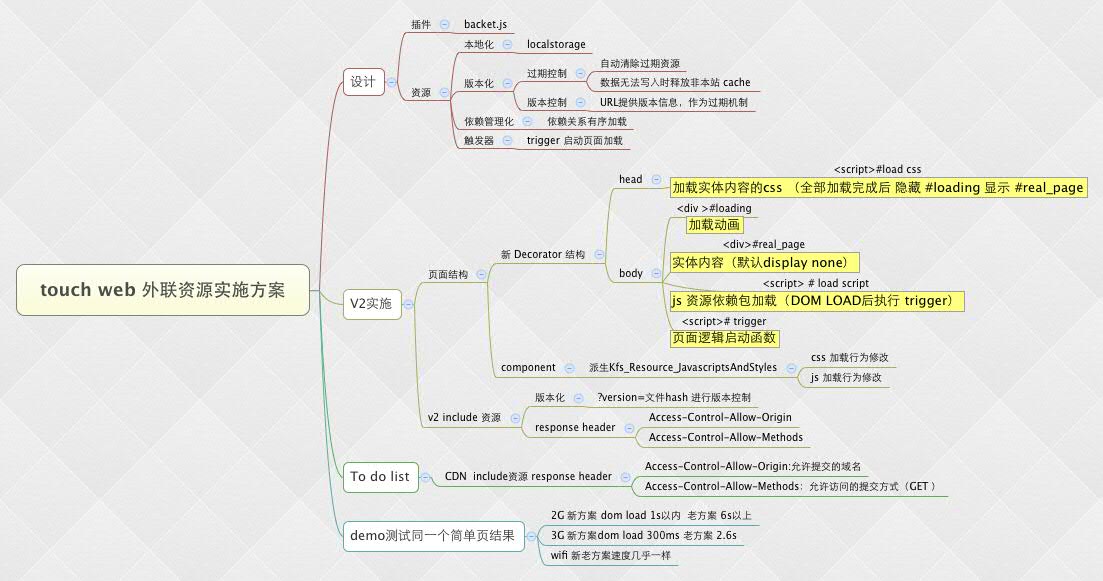 touch web 外联资源实施方案
设计
插件
backet.js
资源
本地化
localstorage
版本化
过期控制
自动清除过期资源
数据无法写入时释放非本站 cache
版本控制
URL提供版本信息，作为过期机制
依赖管理化
依赖关系有序加载
触发器
trigger 启动页面加载
V2实施
页面结构
新 Decorator 结构
head
<script>#load css
加载实体内容的css （全部加载完成后 隐藏 #loading 显示 #real_page
body
<div >#loading
加载动画
<div>#real_page
实体内容（默认display none）
<script> # load script
js 资源依赖包加载（DOM LOAD后执行 trigger）
<script># trigger
页面逻辑启动函数
component
派生Kfs_Resource_JavascriptsAndStyles
css 加载行为修改
js 加载行为修改
v2 include 资源
版本化
?version=文件hash 进行版本控制
response header
Access-Control-Allow-Origin
Access-Control-Allow-Methods
To do list
CDN include资源 response header
Access-Control-Allow-Origin:允许提交的域名
Access-Control-Allow-Methods：允许访问的提交方式（GET ）
demo测试同一个简单页结果
2G 新方案 dom load 1s以内 老方案 6s以上
3G 新方案dom load 300ms 老方案 2.6s
wifi 新老方案速度几乎一样